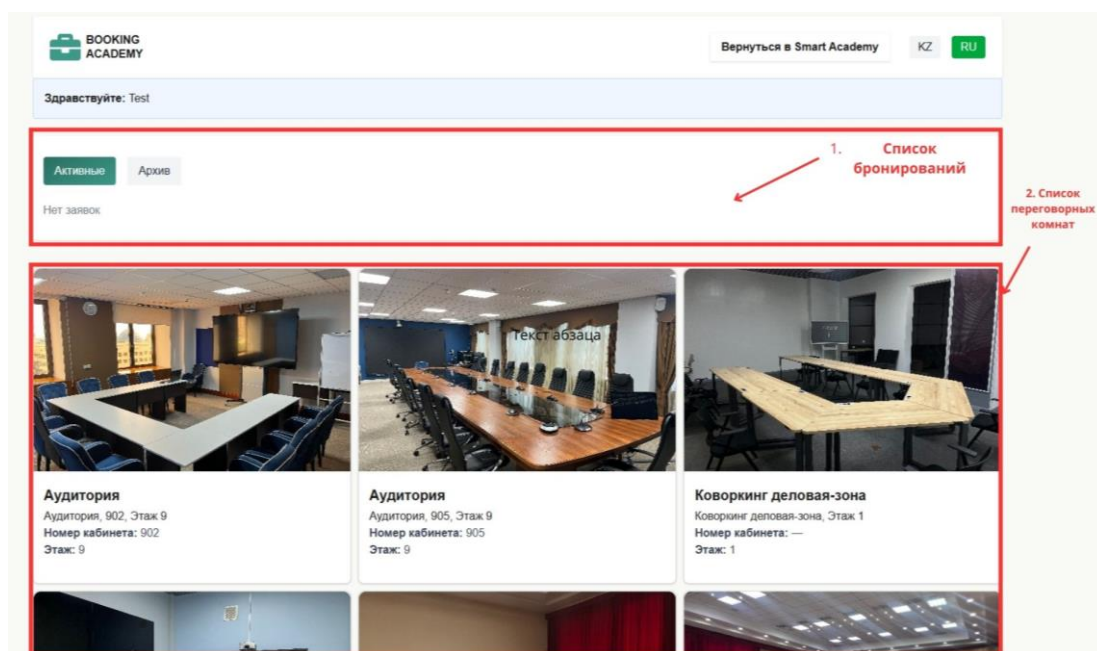 BOOKING
ACADEMY
Вернуться в Smart Academy
KZ
RU
Здравствуйте: Test
Активные
Архив
Нет заявок
1. Список
бронирований
2. Список
переговорных
комнат
Текст абзаца
Аудитория
Аудитория, 902, Этаж 9
Номер кабинета: 902
Этаж: 9
Аудитория
Аудитория, 905, Этаж 9
Номер кабинета: 905
Этаж: 9
Коворкинг деловая-зона
Коворкинг деловая-зона, Этаж 1
Номер кабинета: —
Этаж: 1